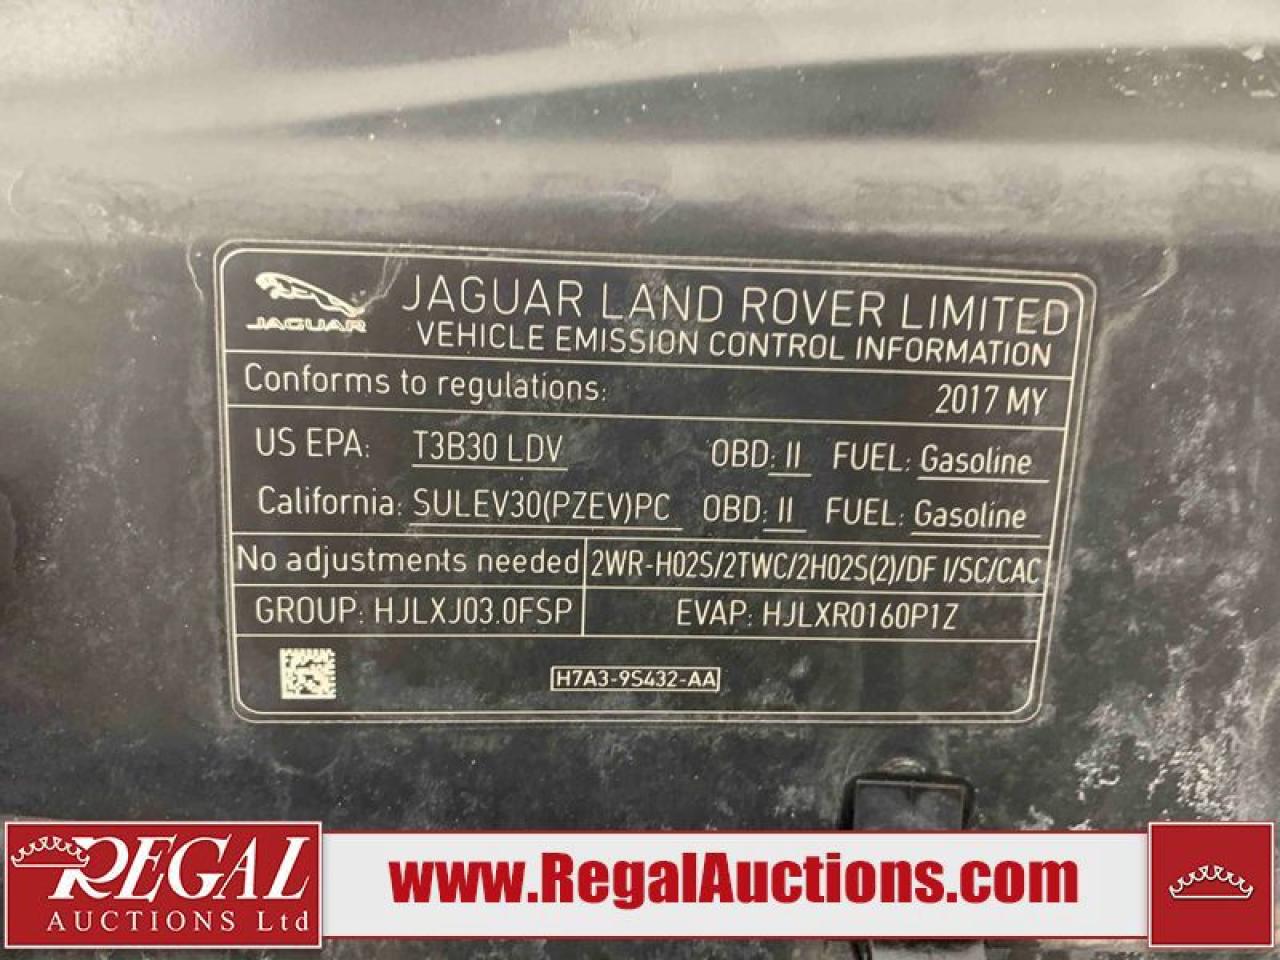 JAGUAR
JAGUAR LAND ROVER LIMITED
VEHICLE EMISSION CONTROL INFORMATION
Conforms to regulations: 2017 MY
US EPA: T3B30 LDV OBD: II FUEL: Gasoline
California: SULEV30(PZEV)PC OBD: II FUEL: Gasoline
No adjustments needed 2WR-HO2S/2TWC/2HO2S(2)/DF I/SC/CAC
GROUP: HJLXJ03.0FSP EVAP: HJLXR0160P1Z
H7A3-9S432-AA
REGAL
AUCTIONS Ltd
www.RegalAuctions.com